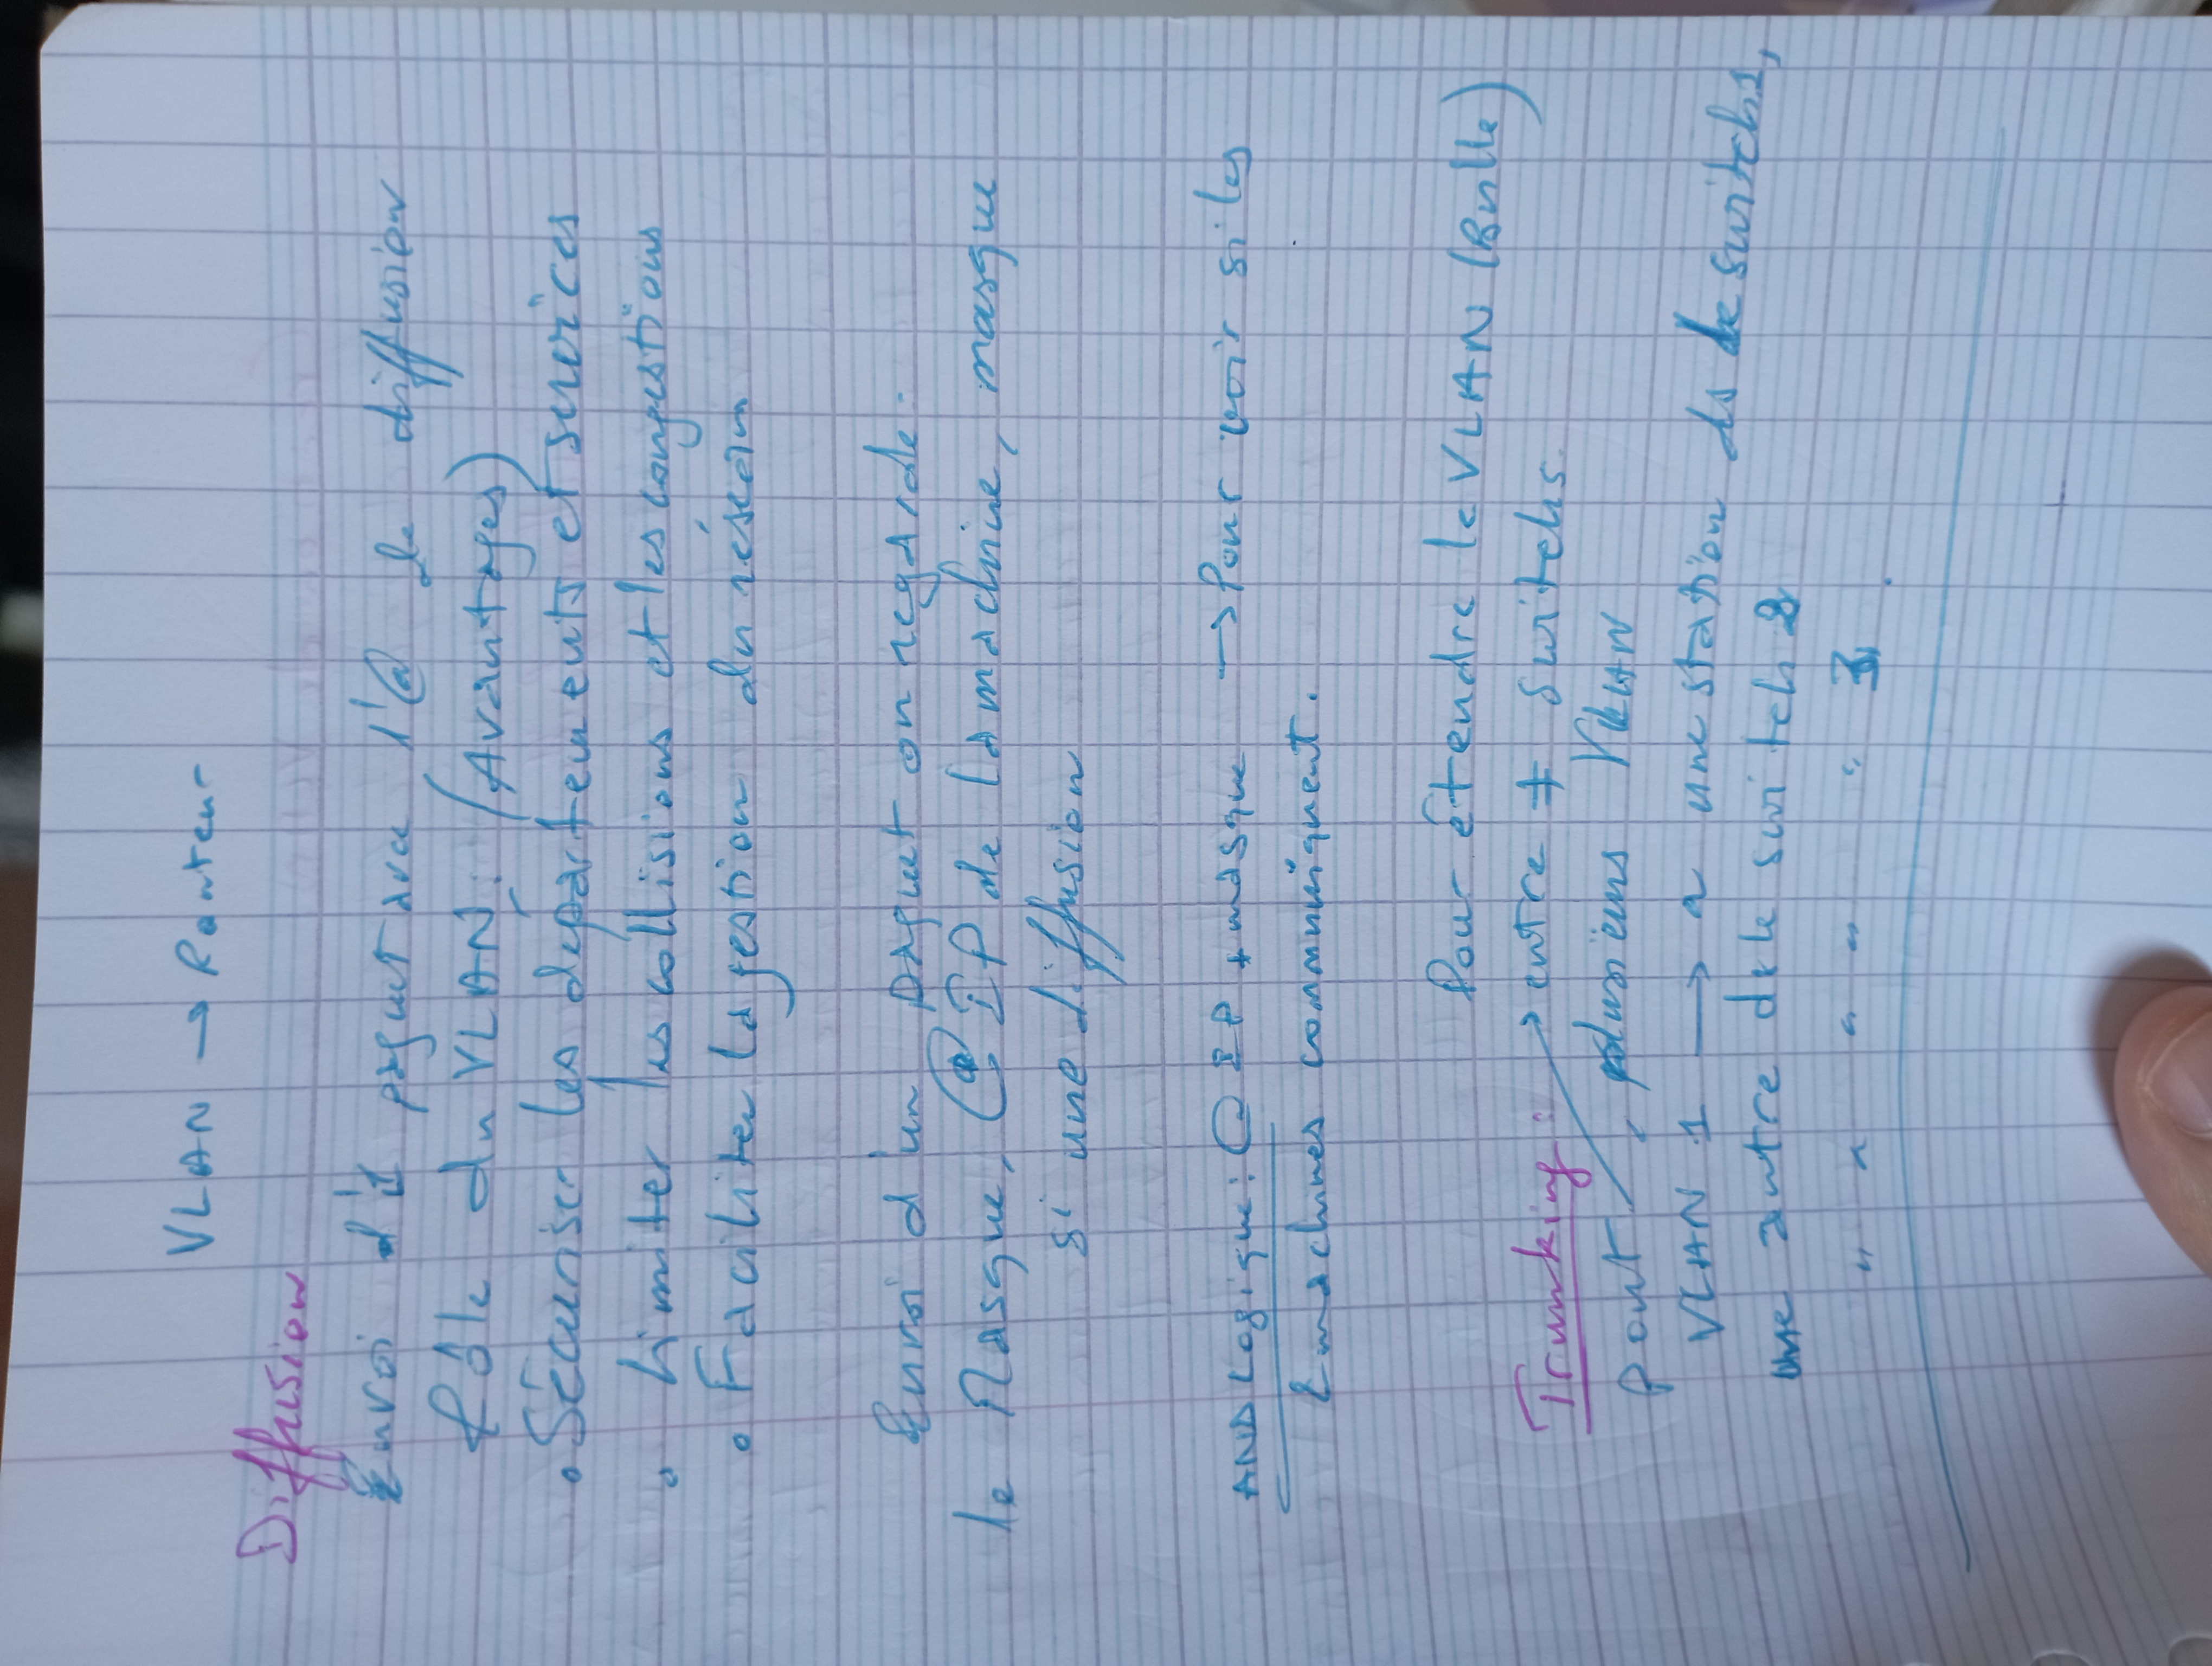 VLAN → Routeur
Diffusion
Envoi d'1 paquet avec l'@ de diffusion
Rôle du VLAN : (Avantages)
• Sécuriser les départements et services
• Limiter les collisions et les congestions
• Faciliter la gestion du réseau
Envoi d'un paquet on regarde
le Masque, @ IP de la machine, masque
si une diffusion
AND Logique : @ IP + masque → Pour voir si les
2 machines communiquent.
Pour étendre le VLAN (Bulle)
Trunking : → entre ≠ switchs
pont plusieurs VLAN
VLAN 1 → a une station ds le switch 1,
une autre ds le switch 2
" " " " " 3.